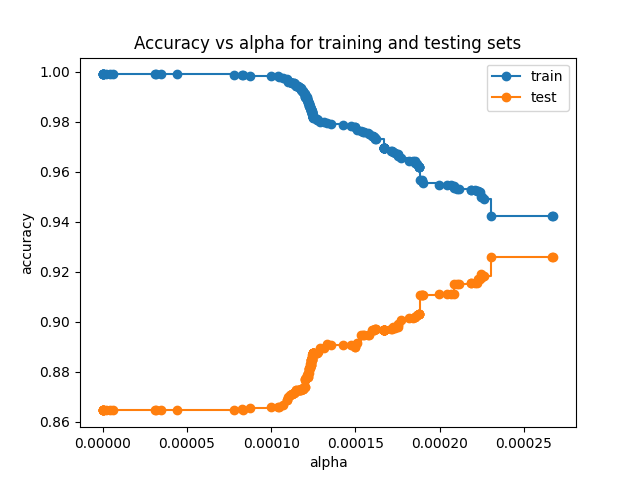 Accuracy vs alpha for training and testing sets
train
test
1.00
0.98
0.96
0.94
0.92
0.90
0.88
0.86
accuracy
0.00000
0.00005
0.00010
0.00015
0.00020
0.00025
alpha